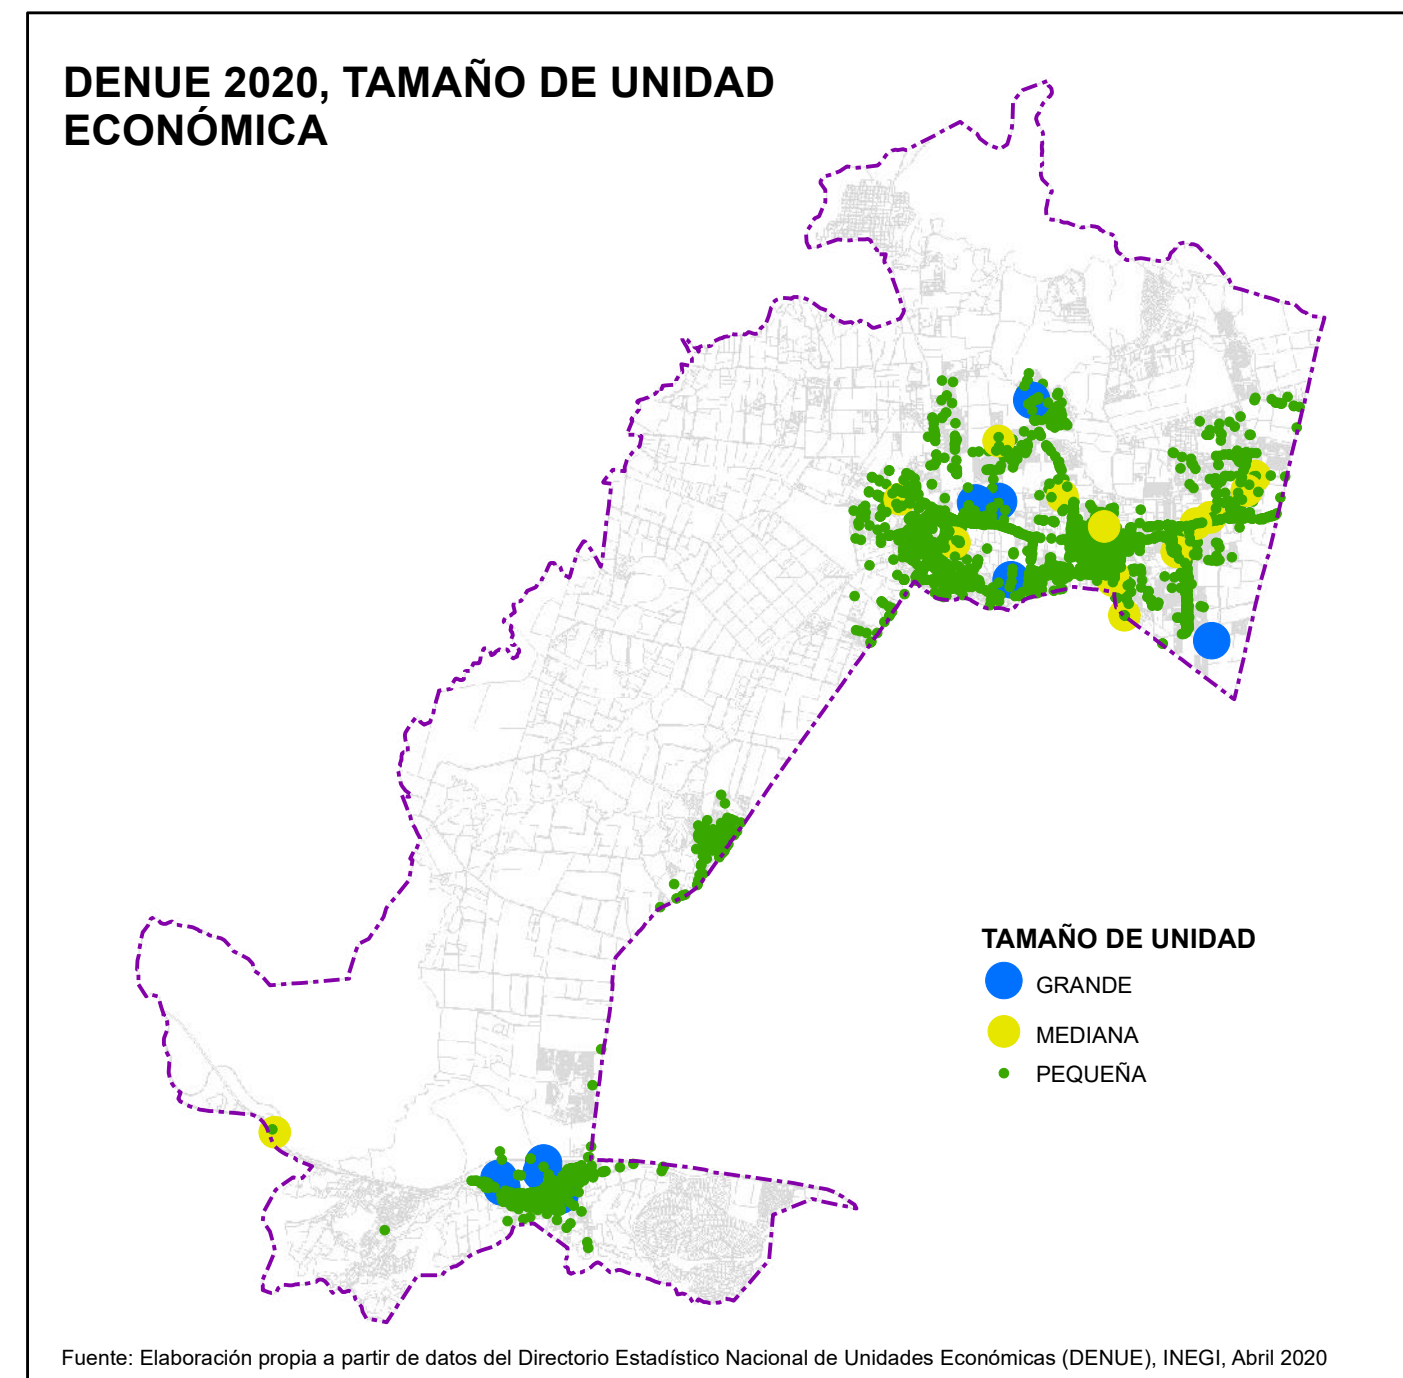 DENUE 2020, TAMAÑO DE UNIDAD
ECONÓMICA
TAMAÑO DE UNIDAD
GRANDE
MEDIANA
PEQUEÑA
Fuente: Elaboración propia a partir de datos del Directorio Estadístico Nacional de Unidades Económicas (DENUE), INEGI, Abril 2020